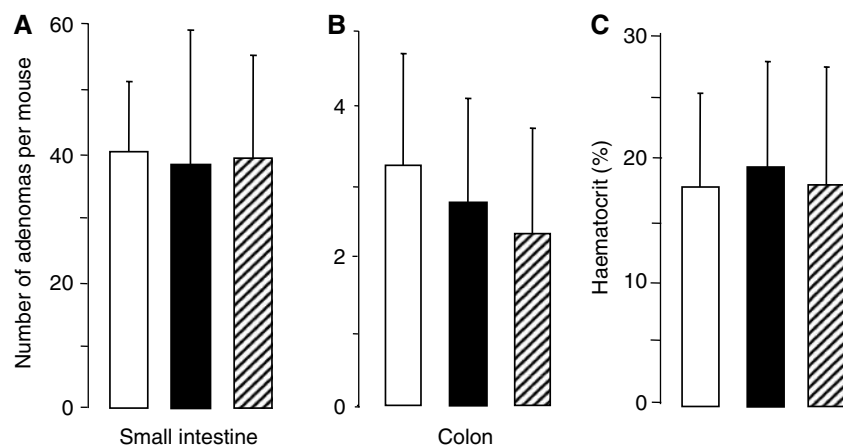 A
Number of adenomas per mouse
60
40
20
0
Small intestine
B
4
2
0
Colon
C
Haematocrit (%)
30
20
10
0